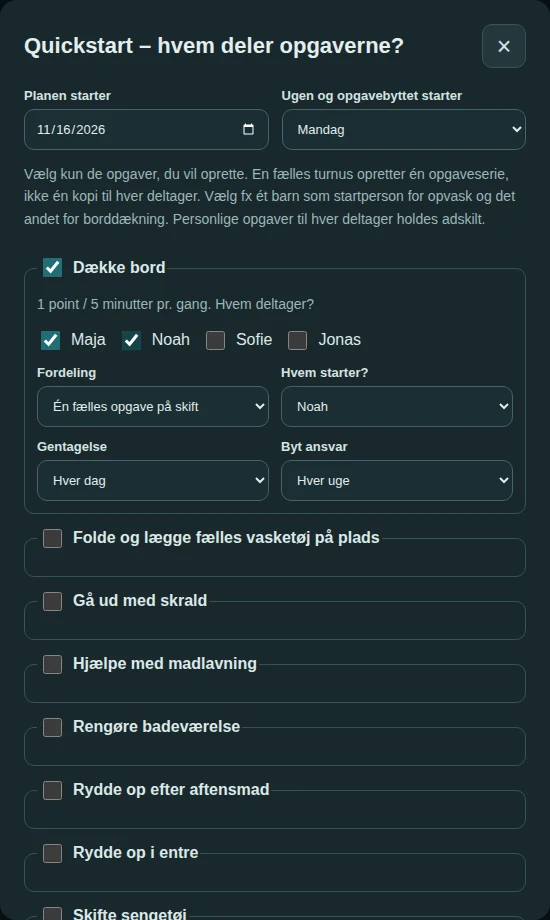 Quickstart – hvem deler opgaverne?
×
Planen starter
Ugen og opgavebyttet starter
11/16/2026
Mandag
Vælg kun de opgaver, du vil oprette. En fælles turnus opretter én opgaveserie,
ikke én kopi til hver deltager. Vælg fx ét barn som startperson for opvask og det
andet for borddækning. Personlige opgaver til hver deltager holdes adskilt.
Dække bord
1 point / 5 minutter pr. gang. Hvem deltager?
Maja Noah Sofie Jonas
Fordeling
Hvem starter?
Én fælles opgave på skift
Noah
Gentagelse
Byt ansvar
Hver dag
Hver uge
Folde og lægge fælles vasketøj på plads
Gå ud med skrald
Hjælpe med madlavning
Rengøre badeværelse
Rydde op efter aftensmad
Rydde op i entre
Skifte sengetøj